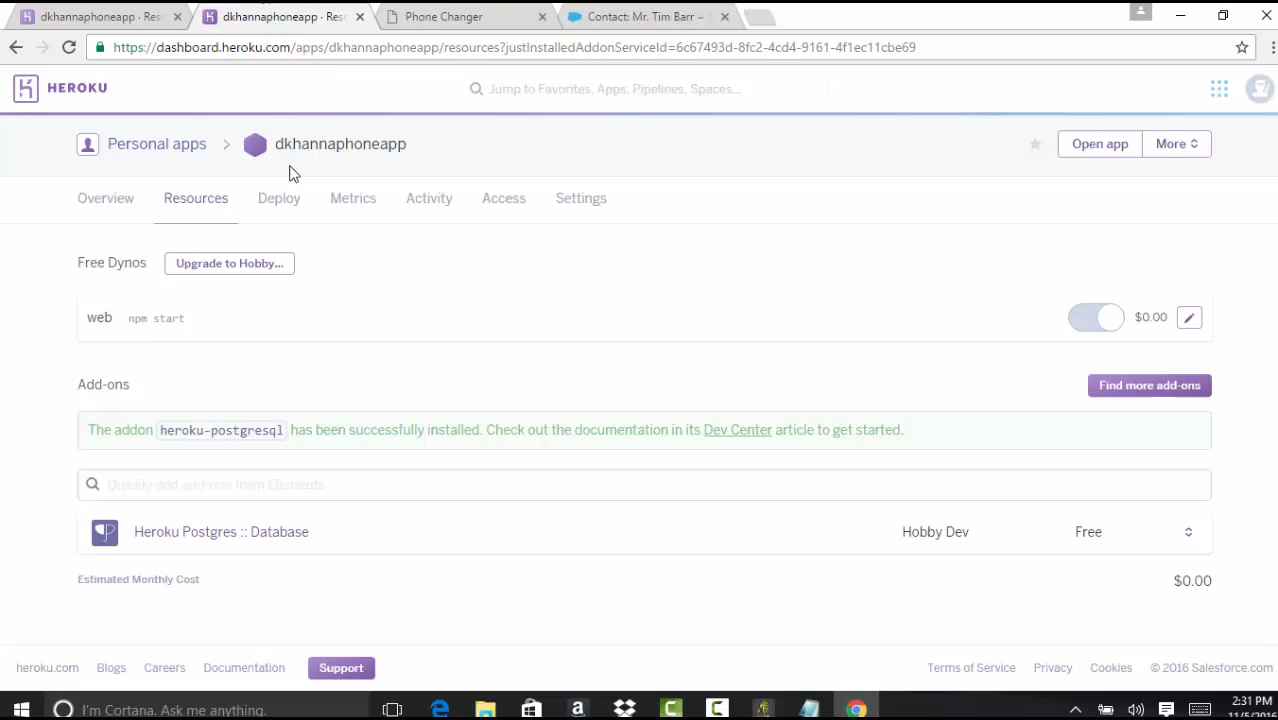 dkhannaphoneapp · Resc
dkhannaphoneapp · Resc
Phone Changer
Contact: Mr. Tim Barr ~ S
https://dashboard.heroku.com/apps/dkhannaphoneapp/resources?justInstalledAddonServiceId=6c67493d-8fc2-4cd4-9161-4f1ec11cbe69
HEROKU
Jump to Favorites, Apps, Pipelines, Spaces...
Personal apps > dkhannaphoneapp
Open app
More
Overview
Resources
Deploy
Metrics
Activity
Access
Settings
Free Dynos
Upgrade to Hobby...
web npm start
$0.00
Add-ons
Find more add-ons
The addon heroku-postgresql has been successfully installed. Check out the documentation in its Dev Center article to get started.
Quickly add add-ons from Elements
Heroku Postgres :: Database
Hobby Dev
Free
Estimated Monthly Cost
$0.00
heroku.com
Blogs
Careers
Documentation
Support
Terms of Service
Privacy
Cookies
© 2016 Salesforce.com
I'm Cortana. Ask me anything.
2:31 PM
11/5/2016